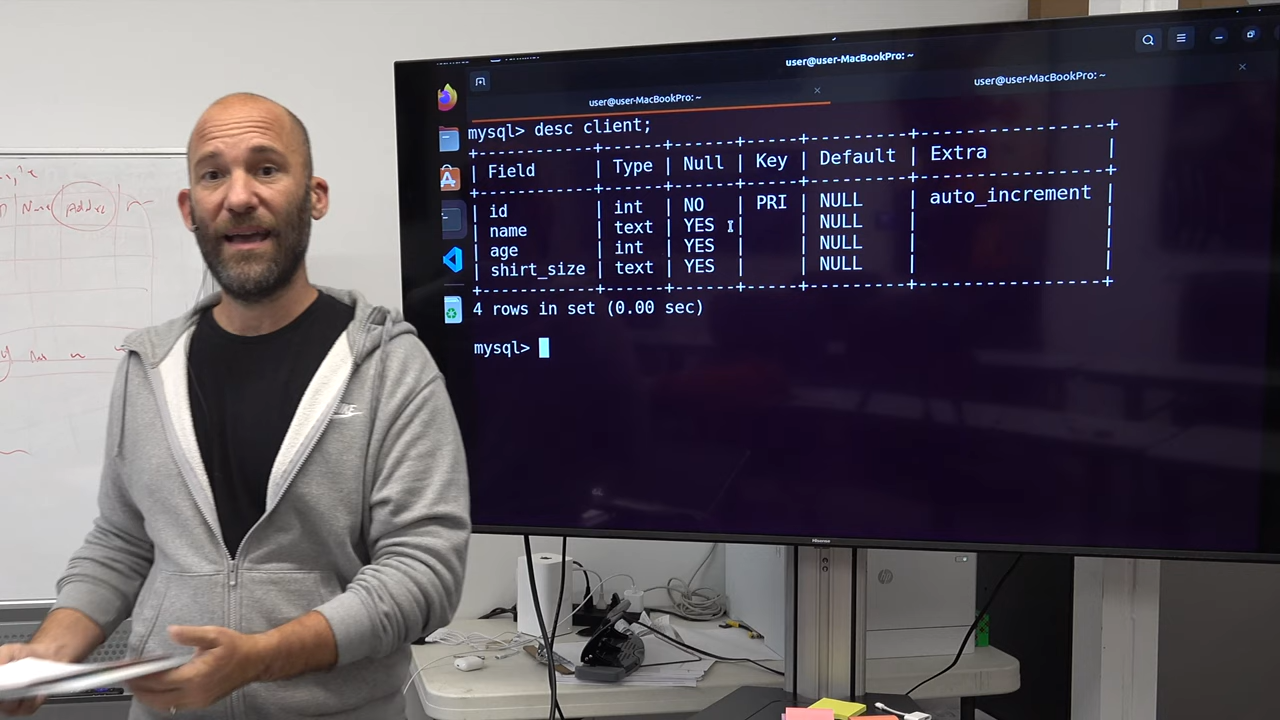 user@user-MacBookPro: ~
user@user-MacBookPro: ~
user@user-MacBookPro: ~
mysql> desc client;
+------------+------+------+-----+---------+----------------+
| Field | Type | Null | Key | Default | Extra |
+------------+------+------+-----+---------+----------------+
| id | int | NO | PRI | NULL | auto_increment |
| name | text | YES | | NULL | |
| age | int | YES | | NULL | |
| shirt_size | text | YES | | NULL | |
+------------+------+------+-----+---------+----------------+
4 rows in set (0.00 sec)
mysql>
Hisense
hp